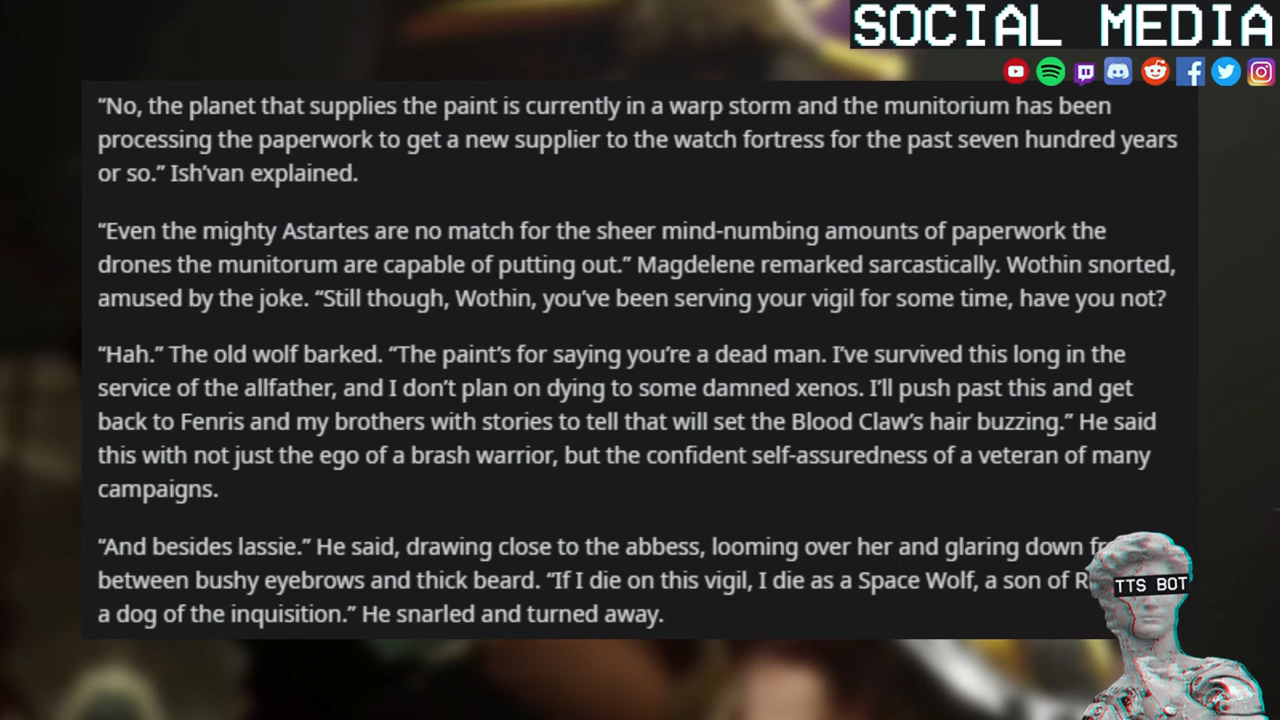 SOCIAL MEDIA
“No, the planet that supplies the paint is currently in a warp storm and the munitorium has been
processing the paperwork to get a new supplier to the watch fortress for the past seven hundred years
or so.” Ish’van explained.
“Even the mighty Astartes are no match for the sheer mind-numbing amounts of paperwork the
drones the munitorum are capable of putting out.” Magdelene remarked sarcastically. Wothin snorted,
amused by the joke. “Still though, Wothin, you’ve been serving your vigil for some time, have you not?
“Hah.” The old wolf barked. “The paint’s for saying you’re a dead man. I’ve survived this long in the
service of the allfather, and I don’t plan on dying to some damned xenos. I’ll push past this and get
back to Fenris and my brothers with stories to tell that will set the Blood Claw’s hair buzzing.” He said
this with not just the ego of a brash warrior, but the confident self-assuredness of a veteran of many
campaigns.
“And besides lassie.” He said, drawing close to the abbess, looming over her and glaring down
between bushy eyebrows and thick beard. “If I die on this vigil, I die as a Space Wolf, a son of
a dog of the inquisition.” He snarled and turned away.
TTS BOT